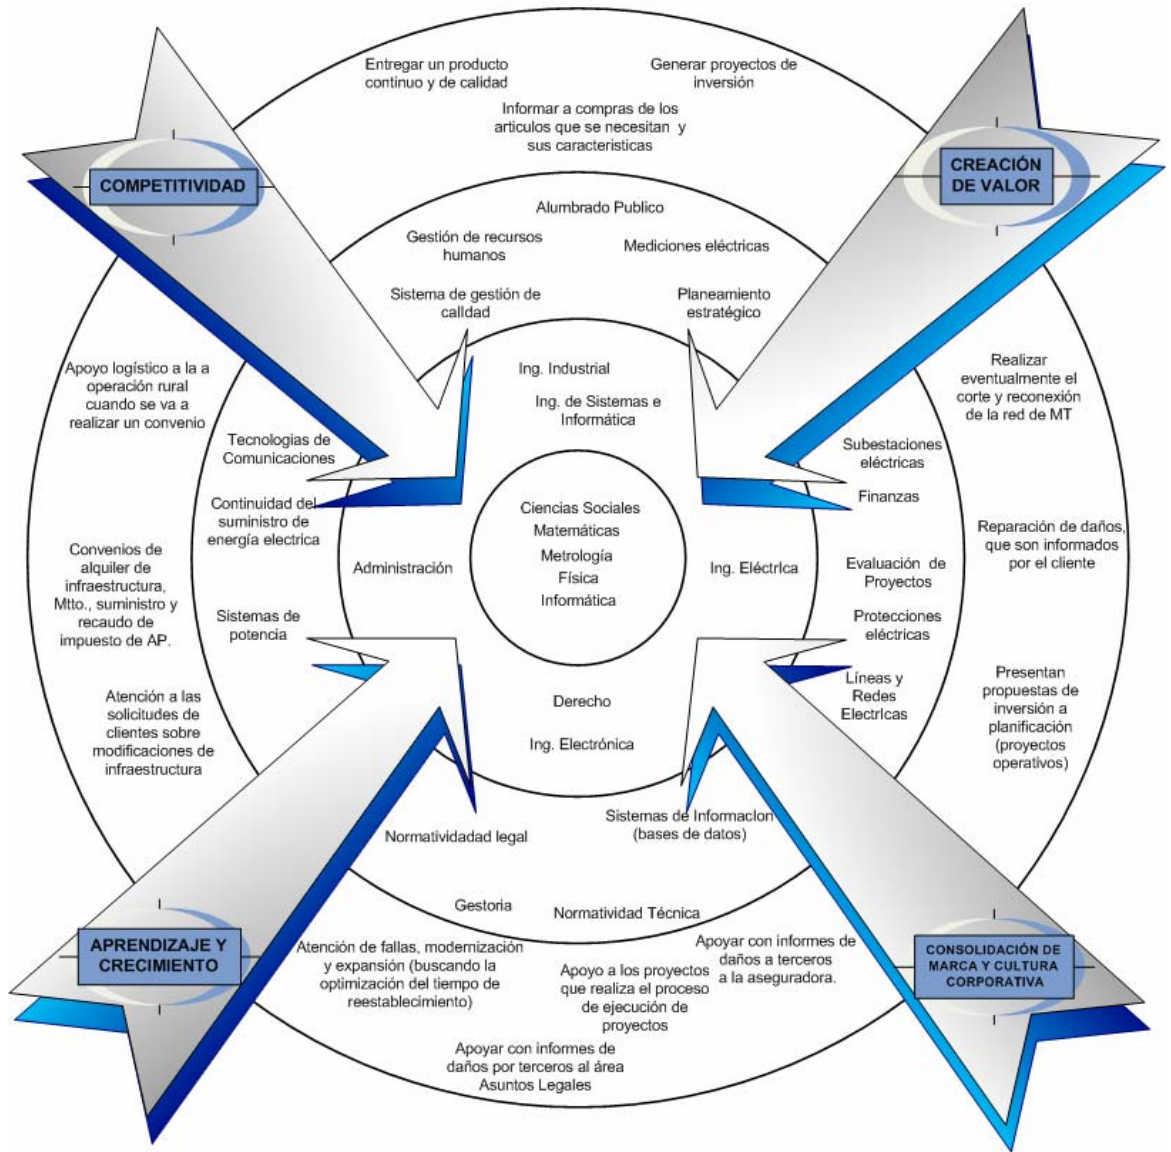 Entregar un producto
continuo y de calidad
Generar proyectos de
inversión
Informar a compras de los
articulos que se necesitan y
sus características
COMPETITIVIDAD
CREACIÓN
DE VALOR
Alumbrado Publico
Gestión de recursos
humanos
Mediciones eléctricas
Sistema de gestión de
calldad
Planeamiento
estratégico
Apoyo logístico a la a
operación rural
cuando se va a
realizar un convenio
Ing. Industrial
Ing. de Sistemas e
Informática
Realizar
eventualmente el
corte y reconexión
de la red de MT
Tecnologias de
Comunicaciones
Subestaciones
eléctricas
Continuidad del
suministro de
energía electrica
Finanzas
Ciencias Sociales
Matemáticas
Metrología
Física
Informática
Reparación de daños,
que son informados
por el cliente
Convenios de
alquiler de
infraestructura,
Mtto., suministro y
recaudo de
impuesto de AP.
Administración
Ing. EléctrIca
Evaluación de
Proyectos
Sistemas de
potencia
Protecciones
eléctricas
Atención a las
solicitudes de
clientes sobre
modificaciones de
infraestructura
Derecho
Ing. Electrónica
Líneas y
Redes
ElectrIcas
Presentan
propuestas de
inversión a
planificación
(proyectos
operativos)
Normatividadad legal
Sistemas de InformacIon
(bases de datos)
Gestoria
Normatividad Técnica
APRENDIZAJE Y
CRECIMIENTO
Atención de fallas, modernización
y expansión (buscando la
optimización del tiempo de
reestablecimiento)
Apoyo a los proyectos
que realiza el proceso
de ejecución de
proyectos
Apoyar con informes de
daños a terceros
a la aseguradora.
CONSOLIDACIÓN DE
MARCA Y CULTURA
CORPORATIVA
Apoyar con informes de
daños por terceros al área
Asuntos Legales